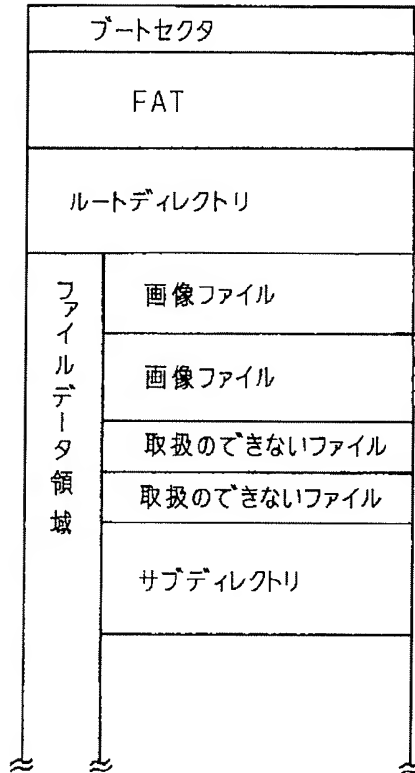 ブートセクタ
FAT
ルートディレクトリ
ファイルデータ領域
画像ファイル
画像ファイル
取扱のできないファイル
取扱のできないファイル
サブディレクトリ